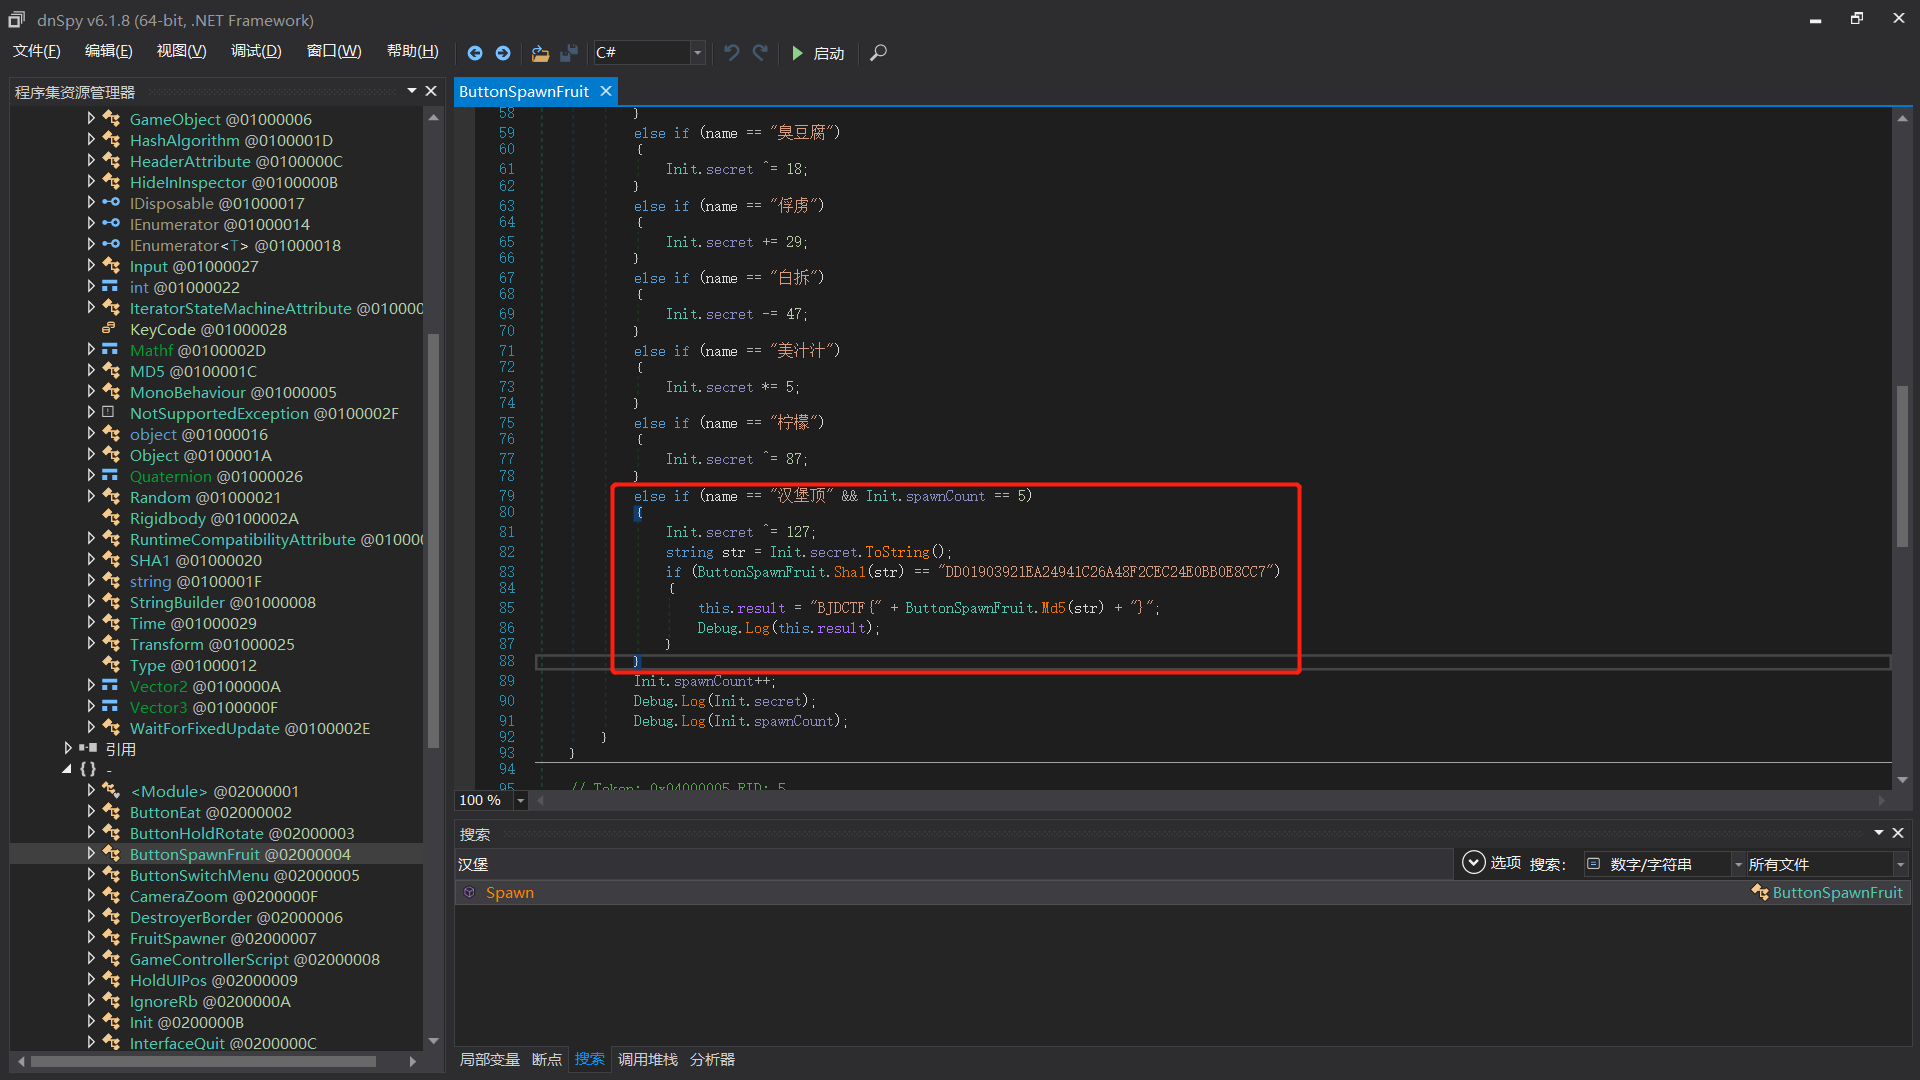 dnSpy v6.1.8 (64-bit, .NET Framework)
文件(F) 编辑(E) 视图(V) 调试(D) 窗口(W) 帮助(H) C# 启动
程序集资源管理器
GameObject @01000006
HashAlgorithm @0100001D
HeaderAttribute @0100000C
HideInInspector @0100000B
IDisposable @01000017
IEnumerator @01000014
IEnumerator<T> @01000018
Input @01000027
int @01000022
IteratorStateMachineAttribute @010000
KeyCode @01000028
Mathf @0100002D
MD5 @0100001C
MonoBehaviour @01000005
NotSupportedException @0100002F
object @01000016
Object @0100001A
Quaternion @01000026
Random @01000021
Rigidbody @0100002A
RuntimeCompatibilityAttribute @01000
SHA1 @01000020
string @0100001F
StringBuilder @01000008
Time @01000029
Transform @01000025
Type @01000012
Vector2 @0100000A
Vector3 @0100000F
WaitForFixedUpdate @0100002E
引用
{ } -
<Module> @02000001
ButtonEat @02000002
ButtonHoldRotate @02000003
ButtonSpawnFruit @02000004
ButtonSwitchMenu @02000005
CameraZoom @0200000F
DestroyerBorder @02000006
FruitSpawner @02000007
GameControllerScript @02000008
HoldUIPos @02000009
IgnoreRb @0200000A
Init @0200000B
InterfaceQuit @0200000C
ButtonSpawnFruit
58 }
59 else if (name == "臭豆腐")
60 {
61 Init.secret ^= 18;
62 }
63 else if (name == "俘虏")
64 {
65 Init.secret += 29;
66 }
67 else if (name == "白拆")
68 {
69 Init.secret -= 47;
70 }
71 else if (name == "美汁汁")
72 {
73 Init.secret *= 5;
74 }
75 else if (name == "柠檬")
76 {
77 Init.secret ^= 87;
78 }
79 else if (name == "汉堡顶" && Init.spawnCount == 5)
80 {
81 Init.secret ^= 127;
82 string str = Init.secret.ToString();
83 if (ButtonSpawnFruit.Sha1(str) == "DD01903921EA24941C26A48F2CEC24E0BB0E8CC7")
84 {
85 this.result = "BJDCTF{" + ButtonSpawnFruit.Md5(str) + "}";
86 Debug.Log(this.result);
87 }
88 }
89 Init.spawnCount++;
90 Debug.Log(Init.secret);
91 Debug.Log(Init.spawnCount);
92 }
93 }
94
95 // Token: 0x04000005 RID: 5
100 %
搜索
汉堡 选项 搜索: 数字/字符串 所有文件
Spawn ButtonSpawnFruit
局部变量 断点 搜索 调用堆栈 分析器